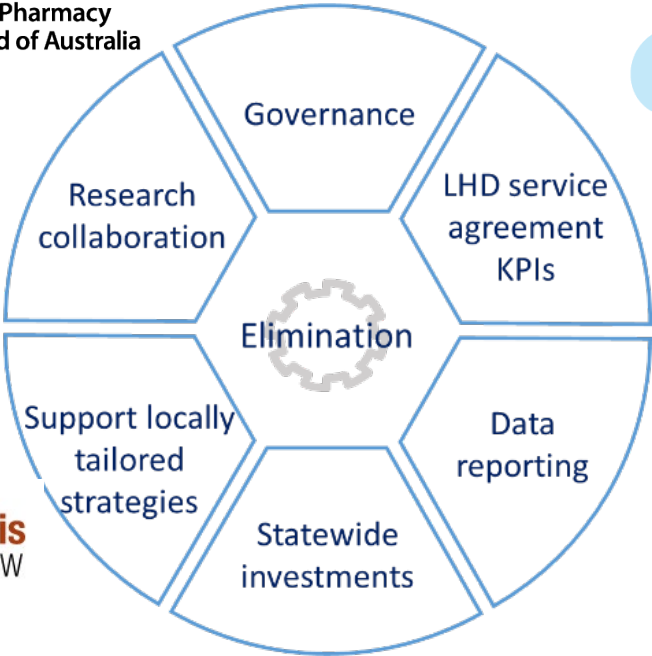 Pharmacy
d of Australia
Governance
LHD service
agreement
KPIs
Research
collaboration
Elimination
Data
reporting
Support locally
tailored
strategies
Statewide
investments
is
W